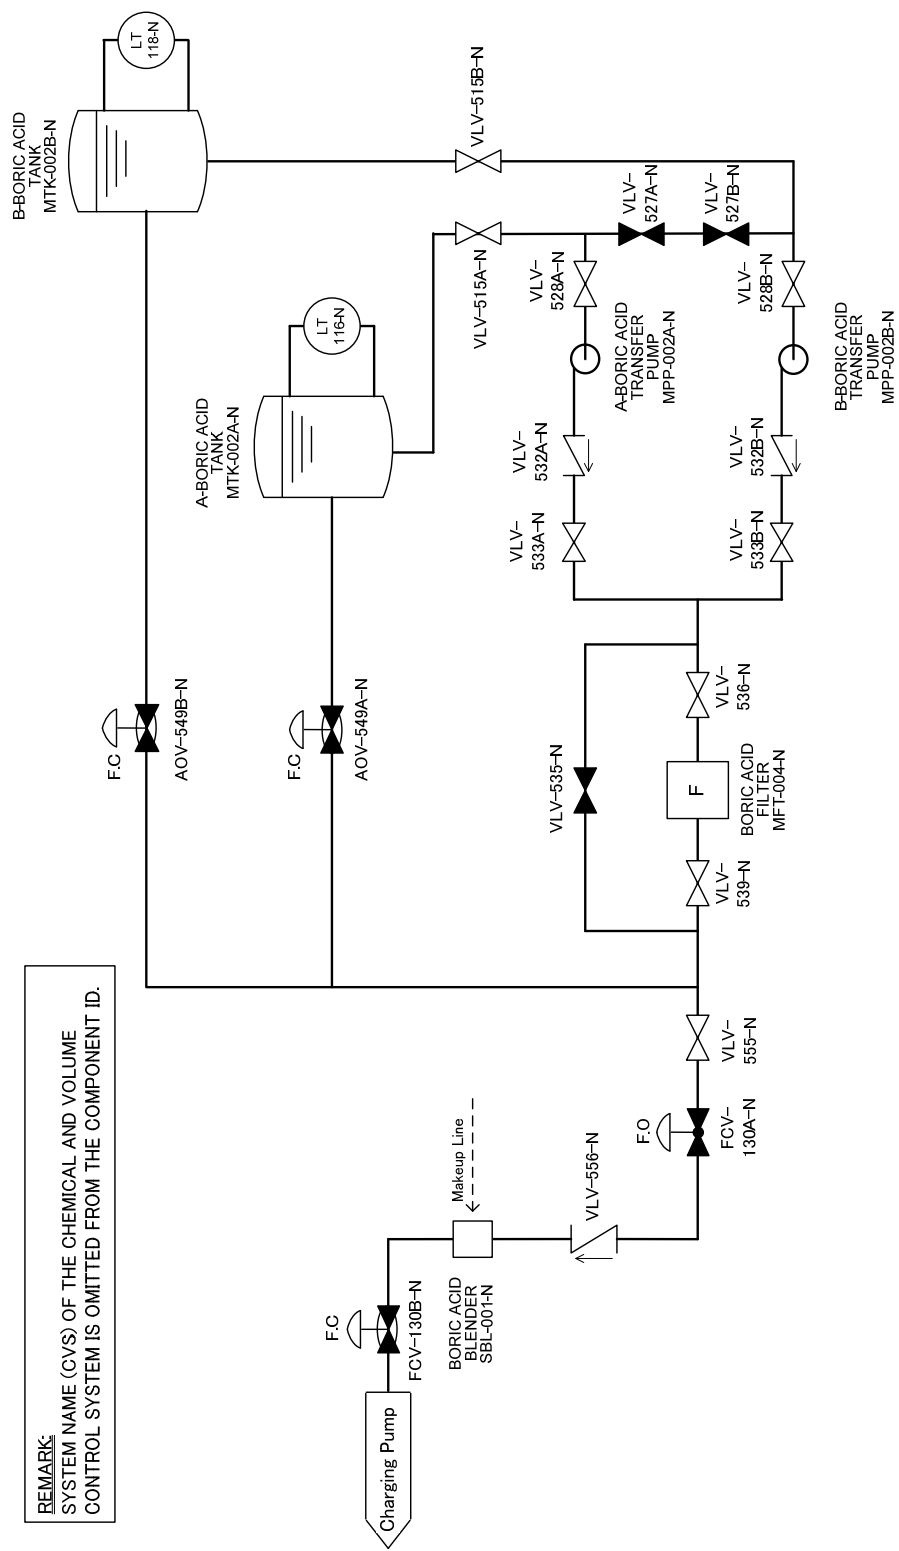 REMARK:
SYSTEM NAME (CVS) OF THE CHEMICAL AND VOLUME
CONTROL SYSTEM IS OMITTED FROM THE COMPONENT ID.
B-BORIC ACID
TANK
MTK-002B-N
LT
118-N
A-BORIC ACID
TANK
MTK-002A-N
LT
116-N
F.C
AOV-549B-N
F.C
AOV-549A-N
VLV-515B-N
VLV-515A-N
VLV-
527A-N
VLV-
527B-N
VLV-
528A-N
VLV-
528B-N
A-BORIC ACID
TRANSFER
PUMP
MPP-002A-N
B-BORIC ACID
TRANSFER
PUMP
MPP-002B-N
VLV-
532A-N
VLV-
532B-N
VLV-
533A-N
VLV-
533B-N
VLV-535-N
VLV-
536-N
F
BORIC ACID
FILTER
MFT-004-N
VLV-
539-N
VLV-
555-N
F.O
FCV-
130A-N
VLV-556-N
Makeup Line
BORIC ACID
BLENDER
SBL-001-N
F.C
FCV-130B-N
Charging Pump